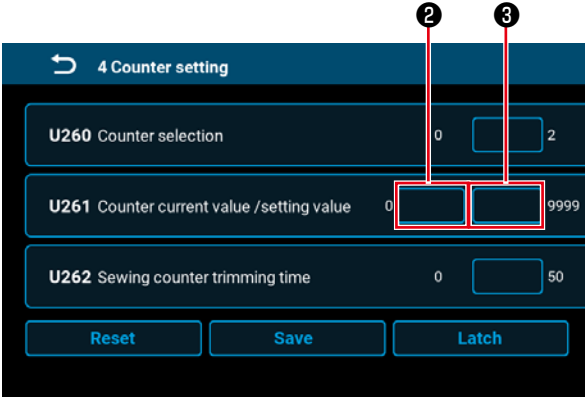 ❷ ❸
4 Counter setting
U260 Counter selection 0 2
U261 Counter current value /setting value 0 9999
U262 Sewing counter trimming time 0 50
Reset Save Latch